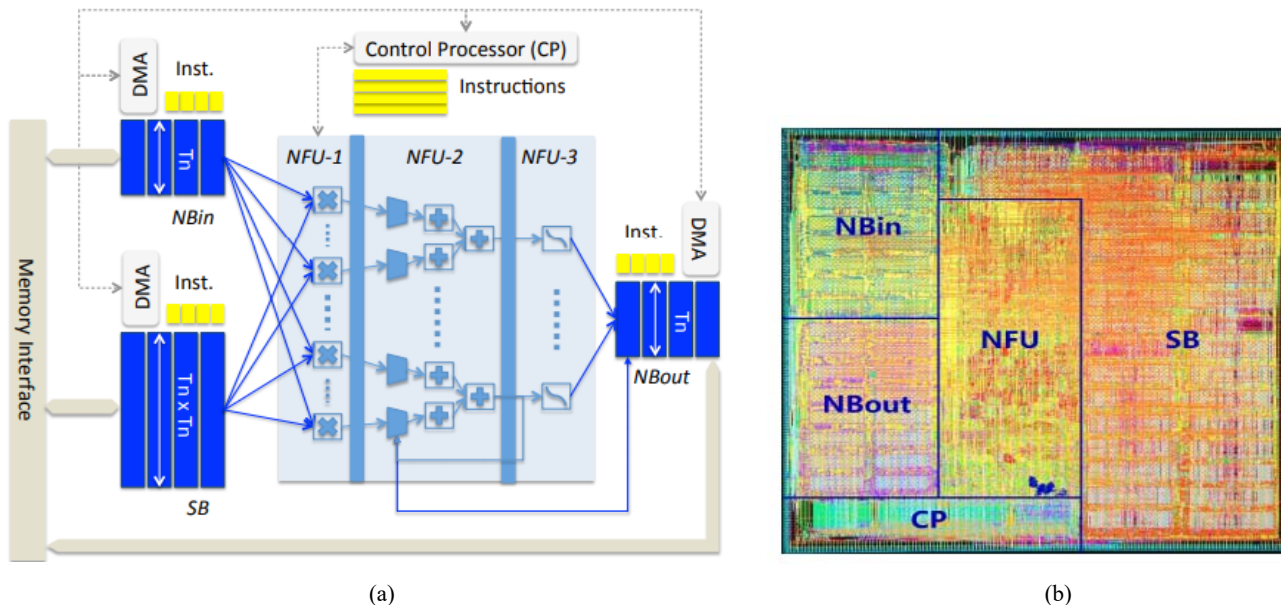 Control Processor (CP)
DMA
Inst.
Instructions
Tn
NBin
NFU-1
NFU-2
NFU-3
DMA
Inst.
Tn x Tn
SB
Memory Interface
Inst.
DMA
Tn
NBout
(a)
NBin
NBout
NFU
SB
CP
(b)